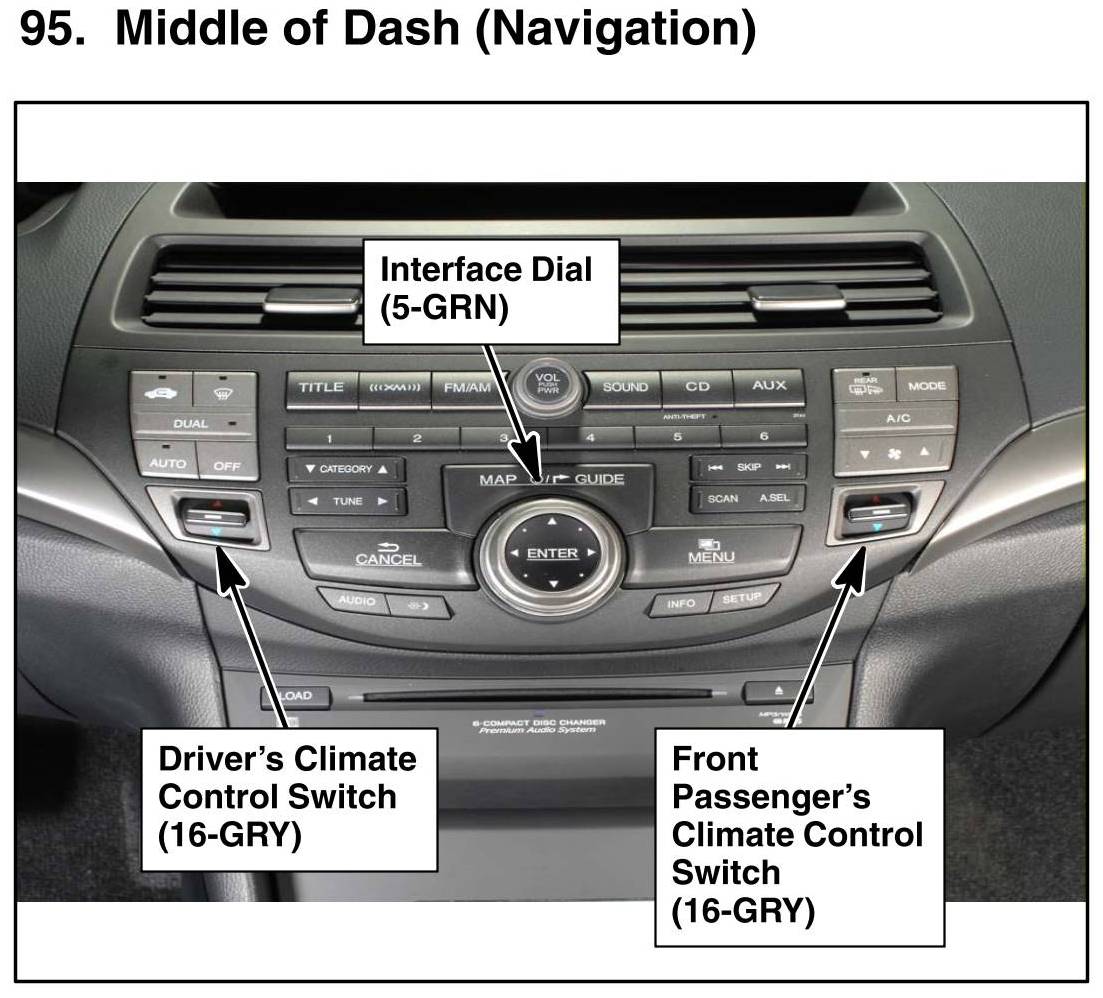 95. Middle of Dash (Navigation)
Interface Dial
(5-GRN)
TITLE
(((XM)))
FM/AM
VOL
PUSH
PWR
SOUND
CD
AUX
REAR
MODE
ANTI-THEFT
DUAL
A/C
1
2
3
4
5
6
AUTO
OFF
▼ CATEGORY ▲
SKIP
MAP
/
GUIDE
TUNE
SCAN
A.SEL
CANCEL
ENTER
MENU
AUDIO
INFO
SETUP
LOAD
6-COMPACT DISC CHANGER
Premium Audio System
Driver’s Climate
Control Switch
(16-GRY)
Front
Passenger’s
Climate Control
Switch
(16-GRY)